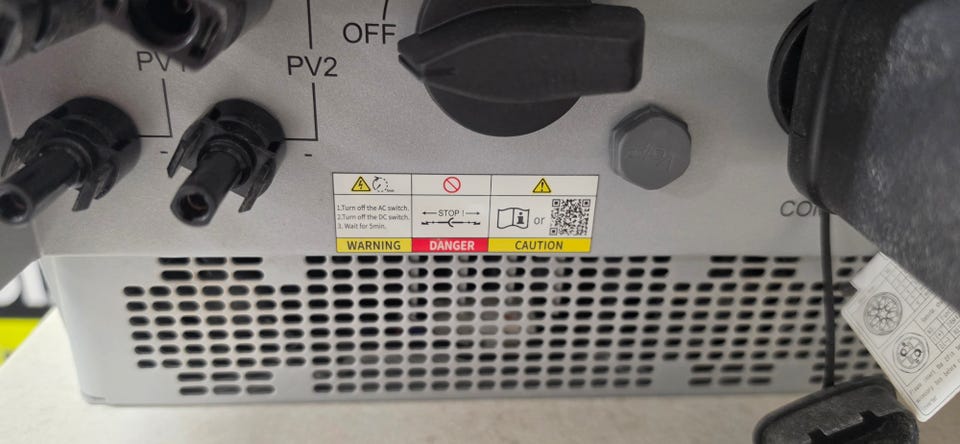 OFF
PV1
PV2
-
-
1.Turn off the AC switch.
2.Turn off the DC switch.
3. Wait for 5min.
STOP !
or
WARNING
DANGER
CAUTION